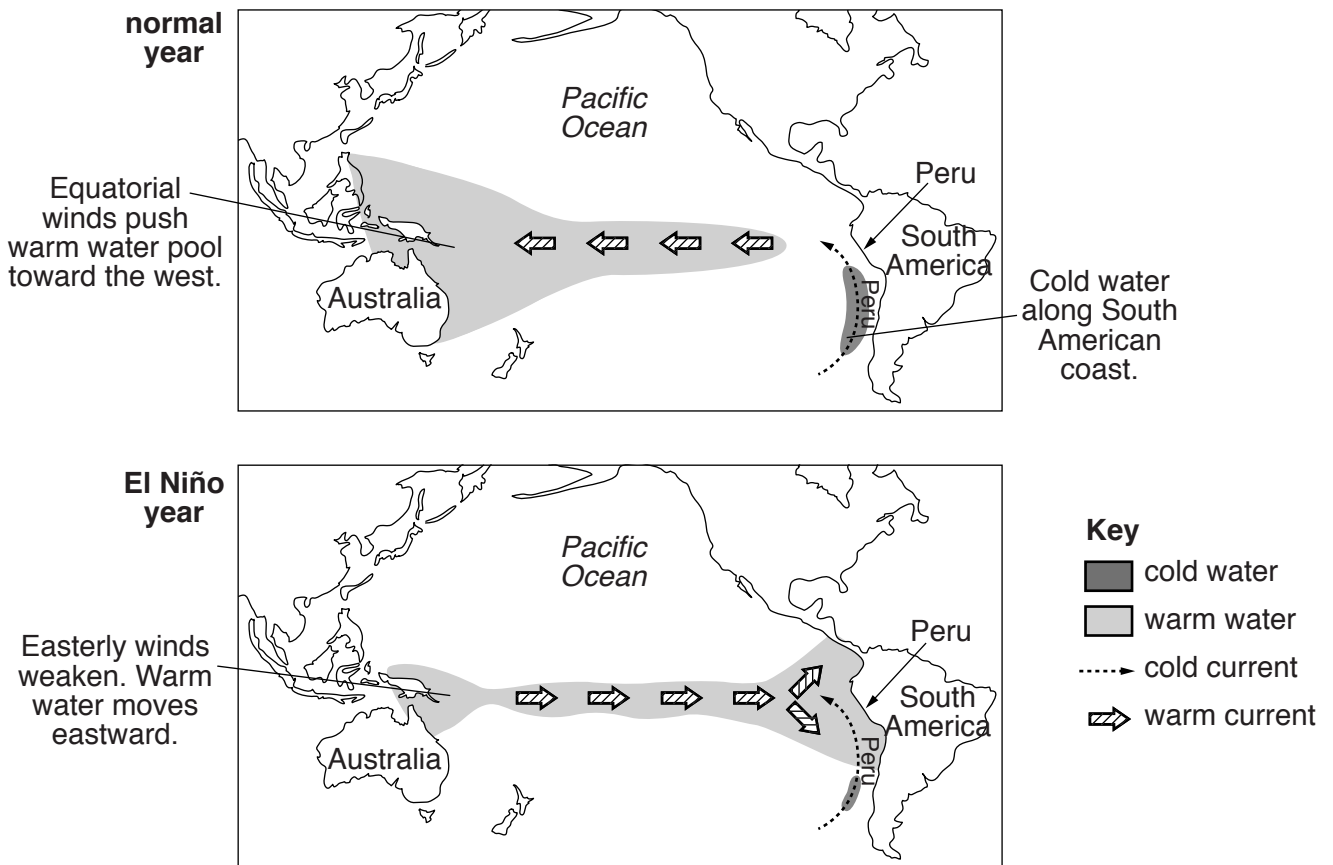 normal
year
Pacific
Ocean
Equatorial
winds push
warm water pool
toward the west.
Australia
Peru
South
America
Peru
Cold water
along South
American
coast.
El Niño
year
Pacific
Ocean
Easterly winds
weaken. Warm
water moves
eastward.
Australia
Peru
South
America
Peru
Key
cold water
warm water
cold current
warm current